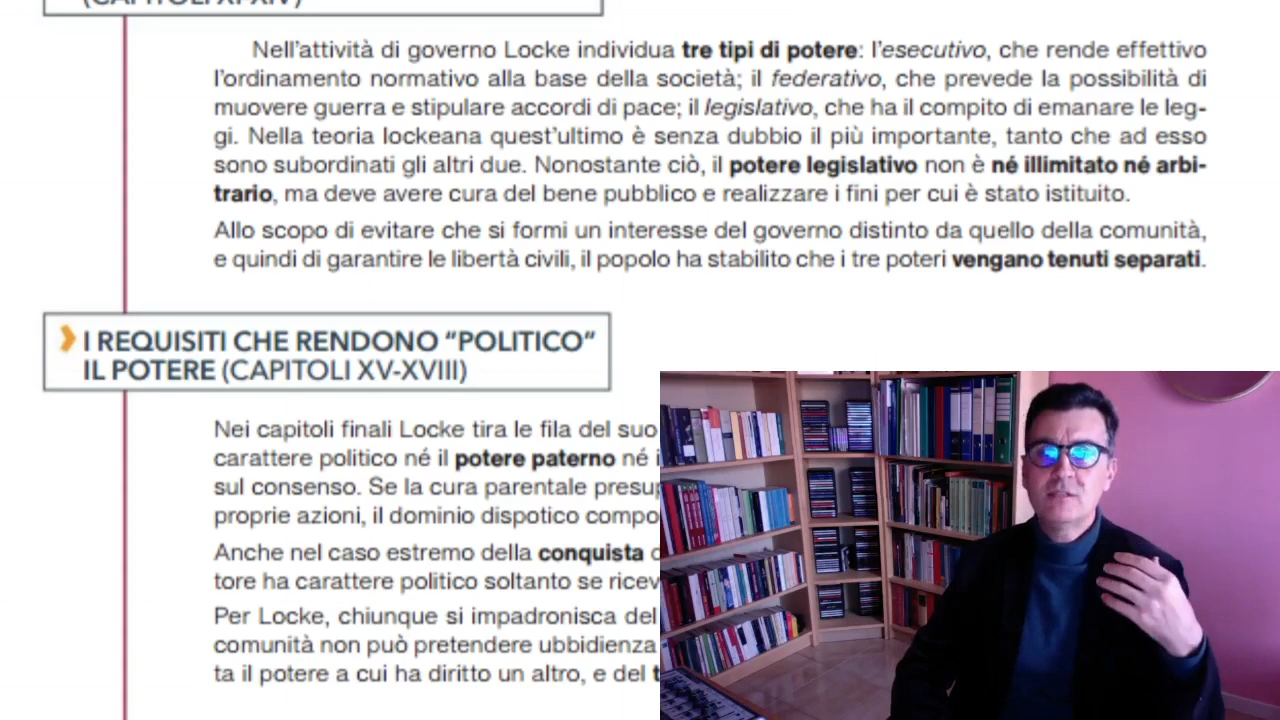 (CAPITOLI XI-XIV)
Nell'attività di governo Locke individua tre tipi di potere: l'esecutivo, che rende effettivo
l'ordinamento normativo alla base della società; il federativo, che prevede la possibilità di
muovere guerra e stipulare accordi di pace; il legislativo, che ha il compito di emanare le leg-
gi. Nella teoria lockeana quest'ultimo è senza dubbio il più importante, tanto che ad esso
sono subordinati gli altri due. Nonostante ciò, il potere legislativo non è né illimitato né arbi-
trario, ma deve avere cura del bene pubblico e realizzare i fini per cui è stato istituito.
Allo scopo di evitare che si formi un interesse del governo distinto da quello della comunità,
e quindi di garantire le libertà civili, il popolo ha stabilito che i tre poteri vengano tenuti separati.
I REQUISITI CHE RENDONO "POLITICO"
IL POTERE (CAPITOLI XV-XVIII)
Nei capitoli finali Locke tira le fila del suo
carattere politico né il potere paterno né i
sul consenso. Se la cura parentale presup
proprie azioni, il dominio dispotico compo
Anche nel caso estremo della conquista
tore ha carattere politico soltanto se ricev
Per Locke, chiunque si impadronisca del
comunità non può pretendere ubbidienza
ta il potere a cui ha diritto un altro, e del t